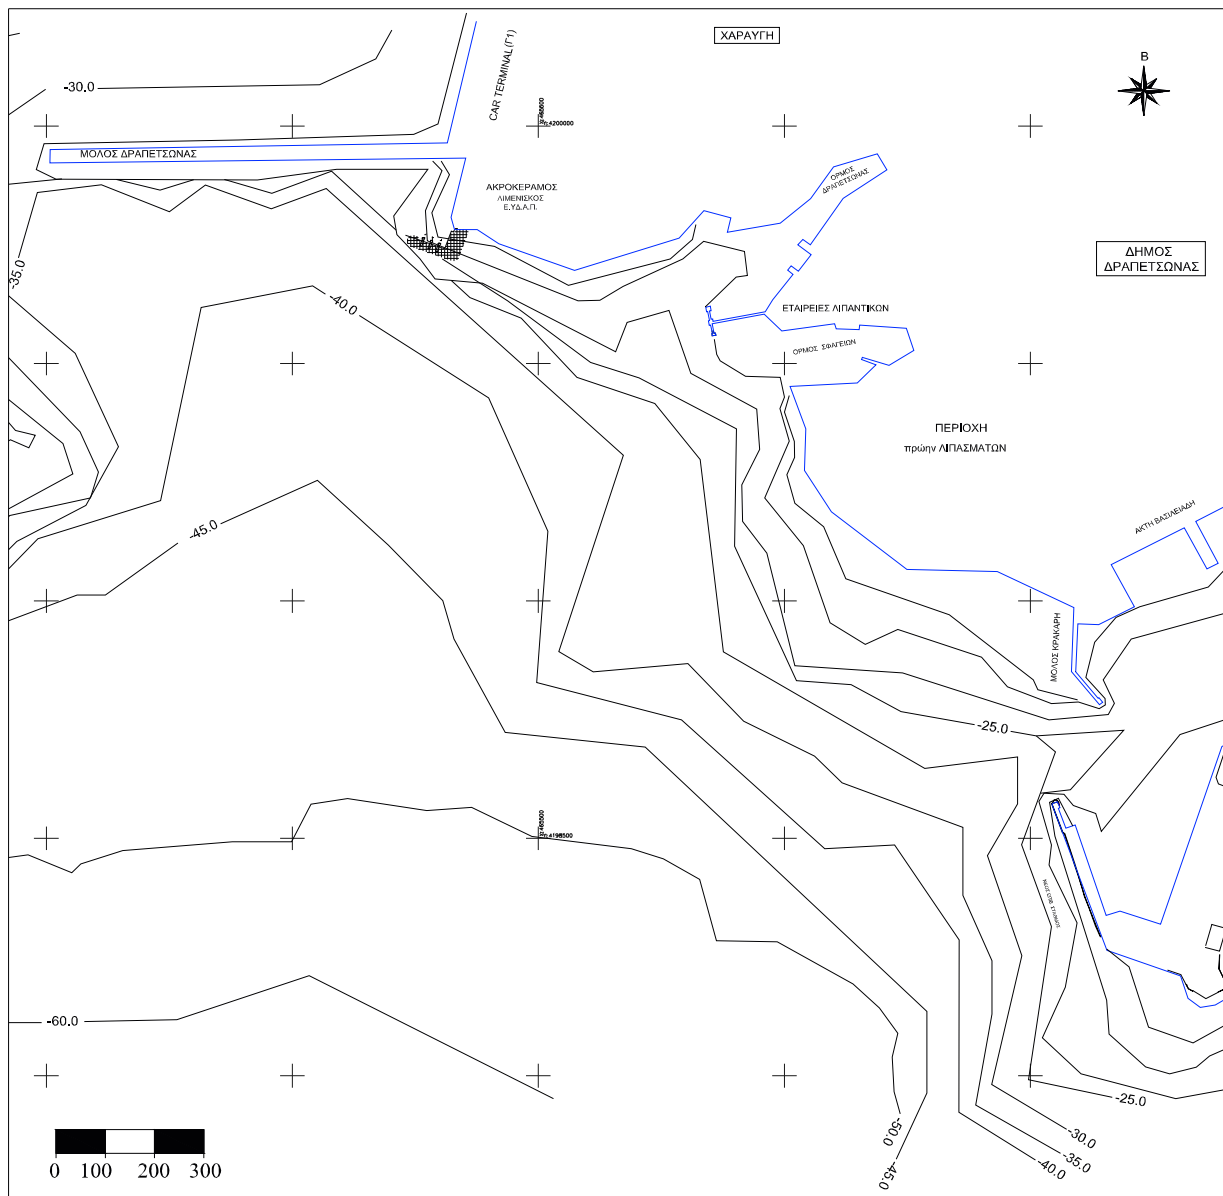 ΧΑΡΑΥΓΗ
Β
CAR TERMINAL(Γ1)
-30.0
n:4200000
ΜΟΛΟΣ ΔΡΑΠΕΤΣΩΝΑΣ
ΟΡΜΟΣ
ΔΡΑΠΕΤΣΩΝΑΣ
ΑΚΡΟΚΕΡΑΜΟΣ
ΛΙΜΕΝΙΣΚΟΣ
Ε.ΥΔ.Α.Π.
ΔΗΜΟΣ
ΔΡΑΠΕΤΣΩΝΑΣ
-35.0
-40.0
ΕΤΑΙΡΕΙΕΣ ΛΙΠΑΝΤΙΚΩΝ
ΟΡΜΟΣ ΣΦΑΓΕΙΩΝ
ΠΕΡΙΟΧΗ
πρώην ΛΙΠΑΣΜΑΤΩΝ
ΑΚΤΗ ΒΑΣΙΛΕΙΑΔΗ
-45.0
ΜΟΛΟΣ ΚΡΑΚΑΡΗ
-25.0
n:4198500
-60.0
-25.0
-50.0
-30.0
-35.0
-40.0
-45.0
0 100 200 300